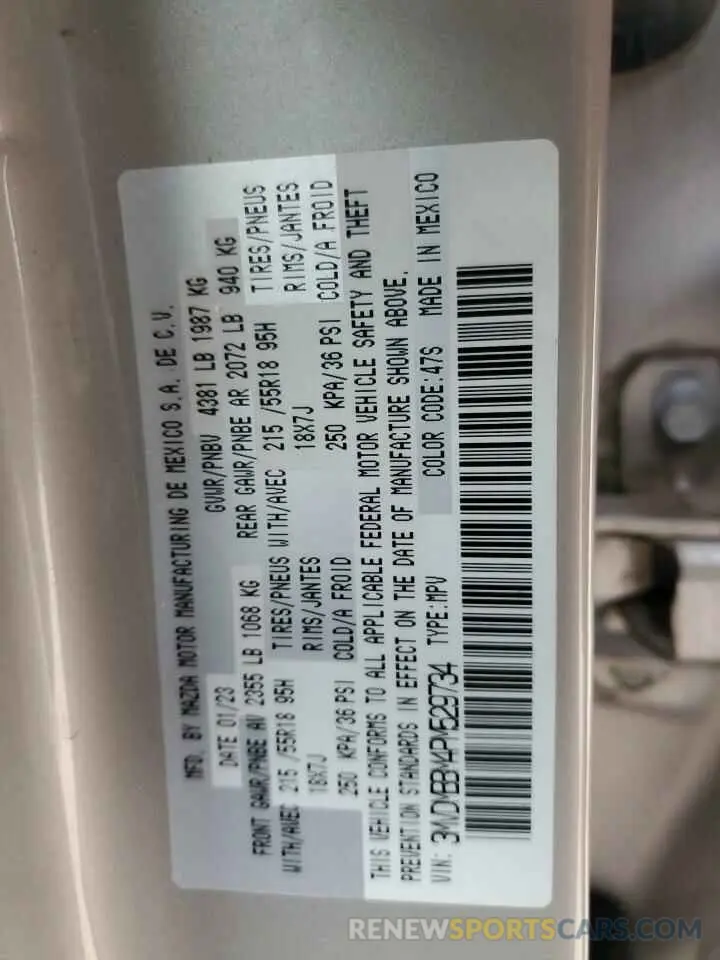 MFD. BY MAZDA MOTOR MANUFACTURING DE MEXICO S.A. DE C.V.
DATE 01/23 GVWR/PNBV 4381 LB 1987 KG
FRONT GAWR/PNBE AV 2355 LB 1068 KG REAR GAWR/PNBE AR 2072 LB 940 KG
WITH/AVEC 215 /55R18 95H TIRES/PNEUS WITH/AVEC 215 /55R18 95H TIRES/PNEUS
18X7J RIMS/JANTES 18X7J RIMS/JANTES
250 KPA/36 PSI COLD/A FROID 250 KPA/36 PSI COLD/A FROID
THIS VEHICLE CONFORMS TO ALL APPLICABLE FEDERAL MOTOR VEHICLE SAFETY AND THEFT
PREVENTION STANDARDS IN EFFECT ON THE DATE OF MANUFACTURE SHOWN ABOVE.
VIN: 3MVDMBBM4PM529734 TYPE:MPV COLOR CODE:47S MADE IN MEXICO
RENEWSPORTSCARS.COM